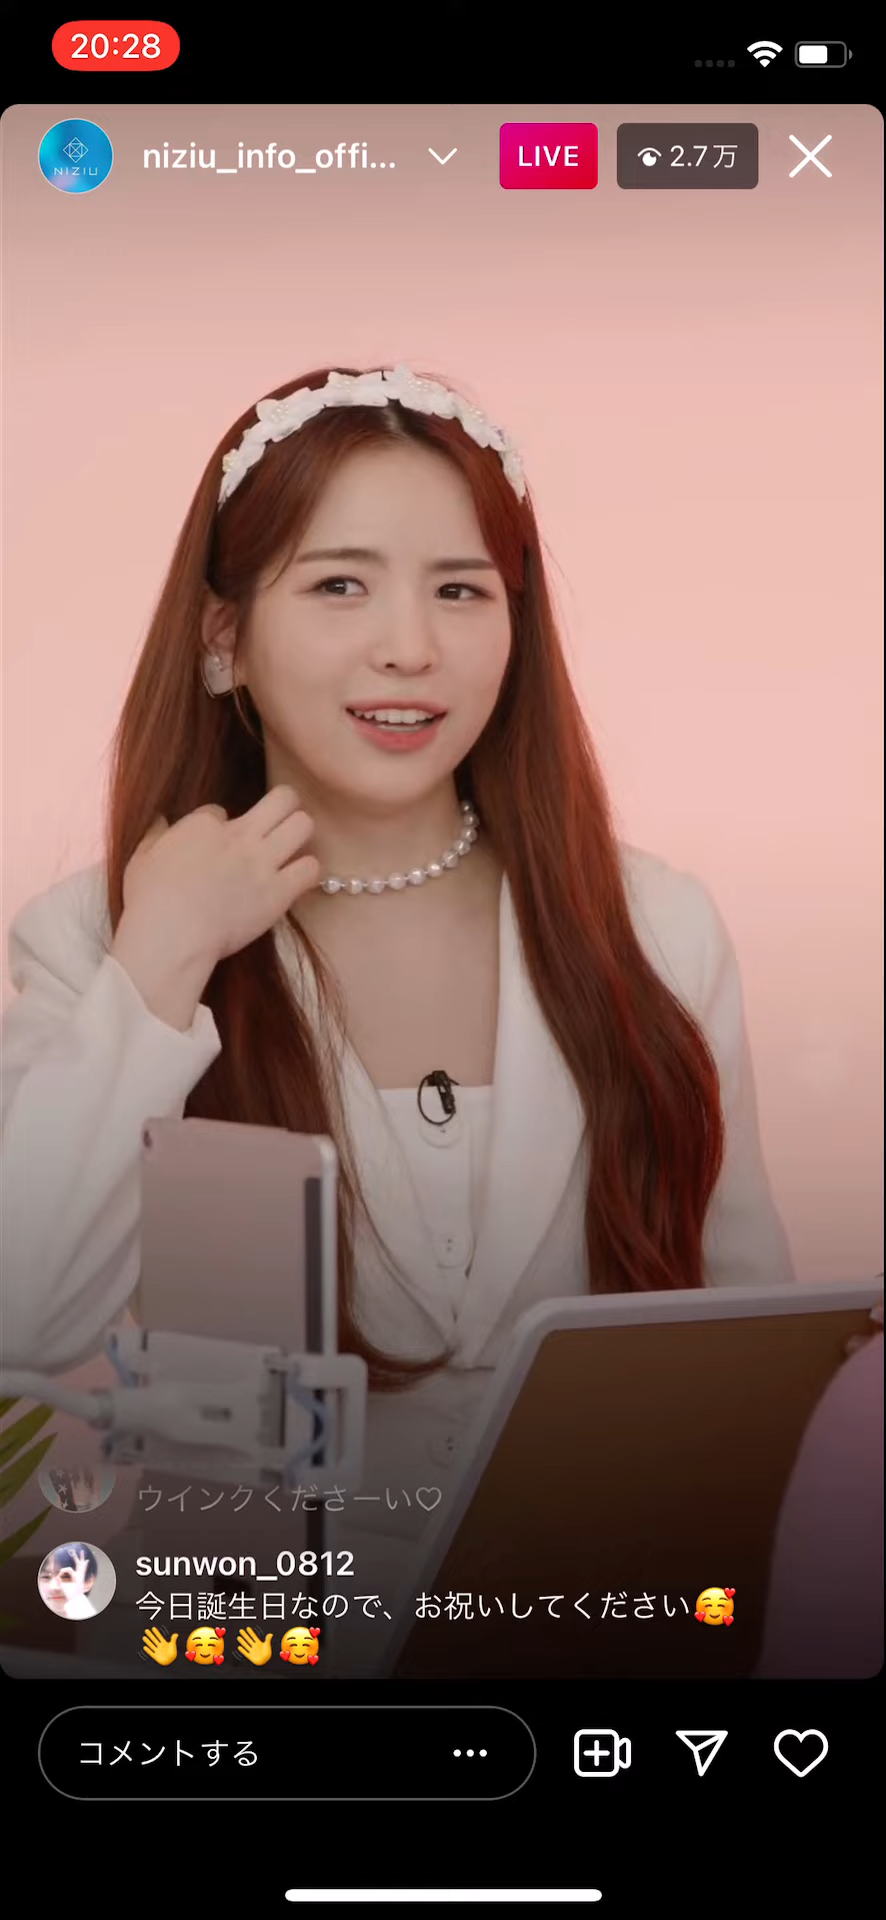 20:28
NIZIU
niziu_info_offi...
LIVE
2.7万
ウインクくださーい♡
sunwon_0812
今日誕生日なので、お祝いしてください🥰
👋🥰👋🥰
コメントする